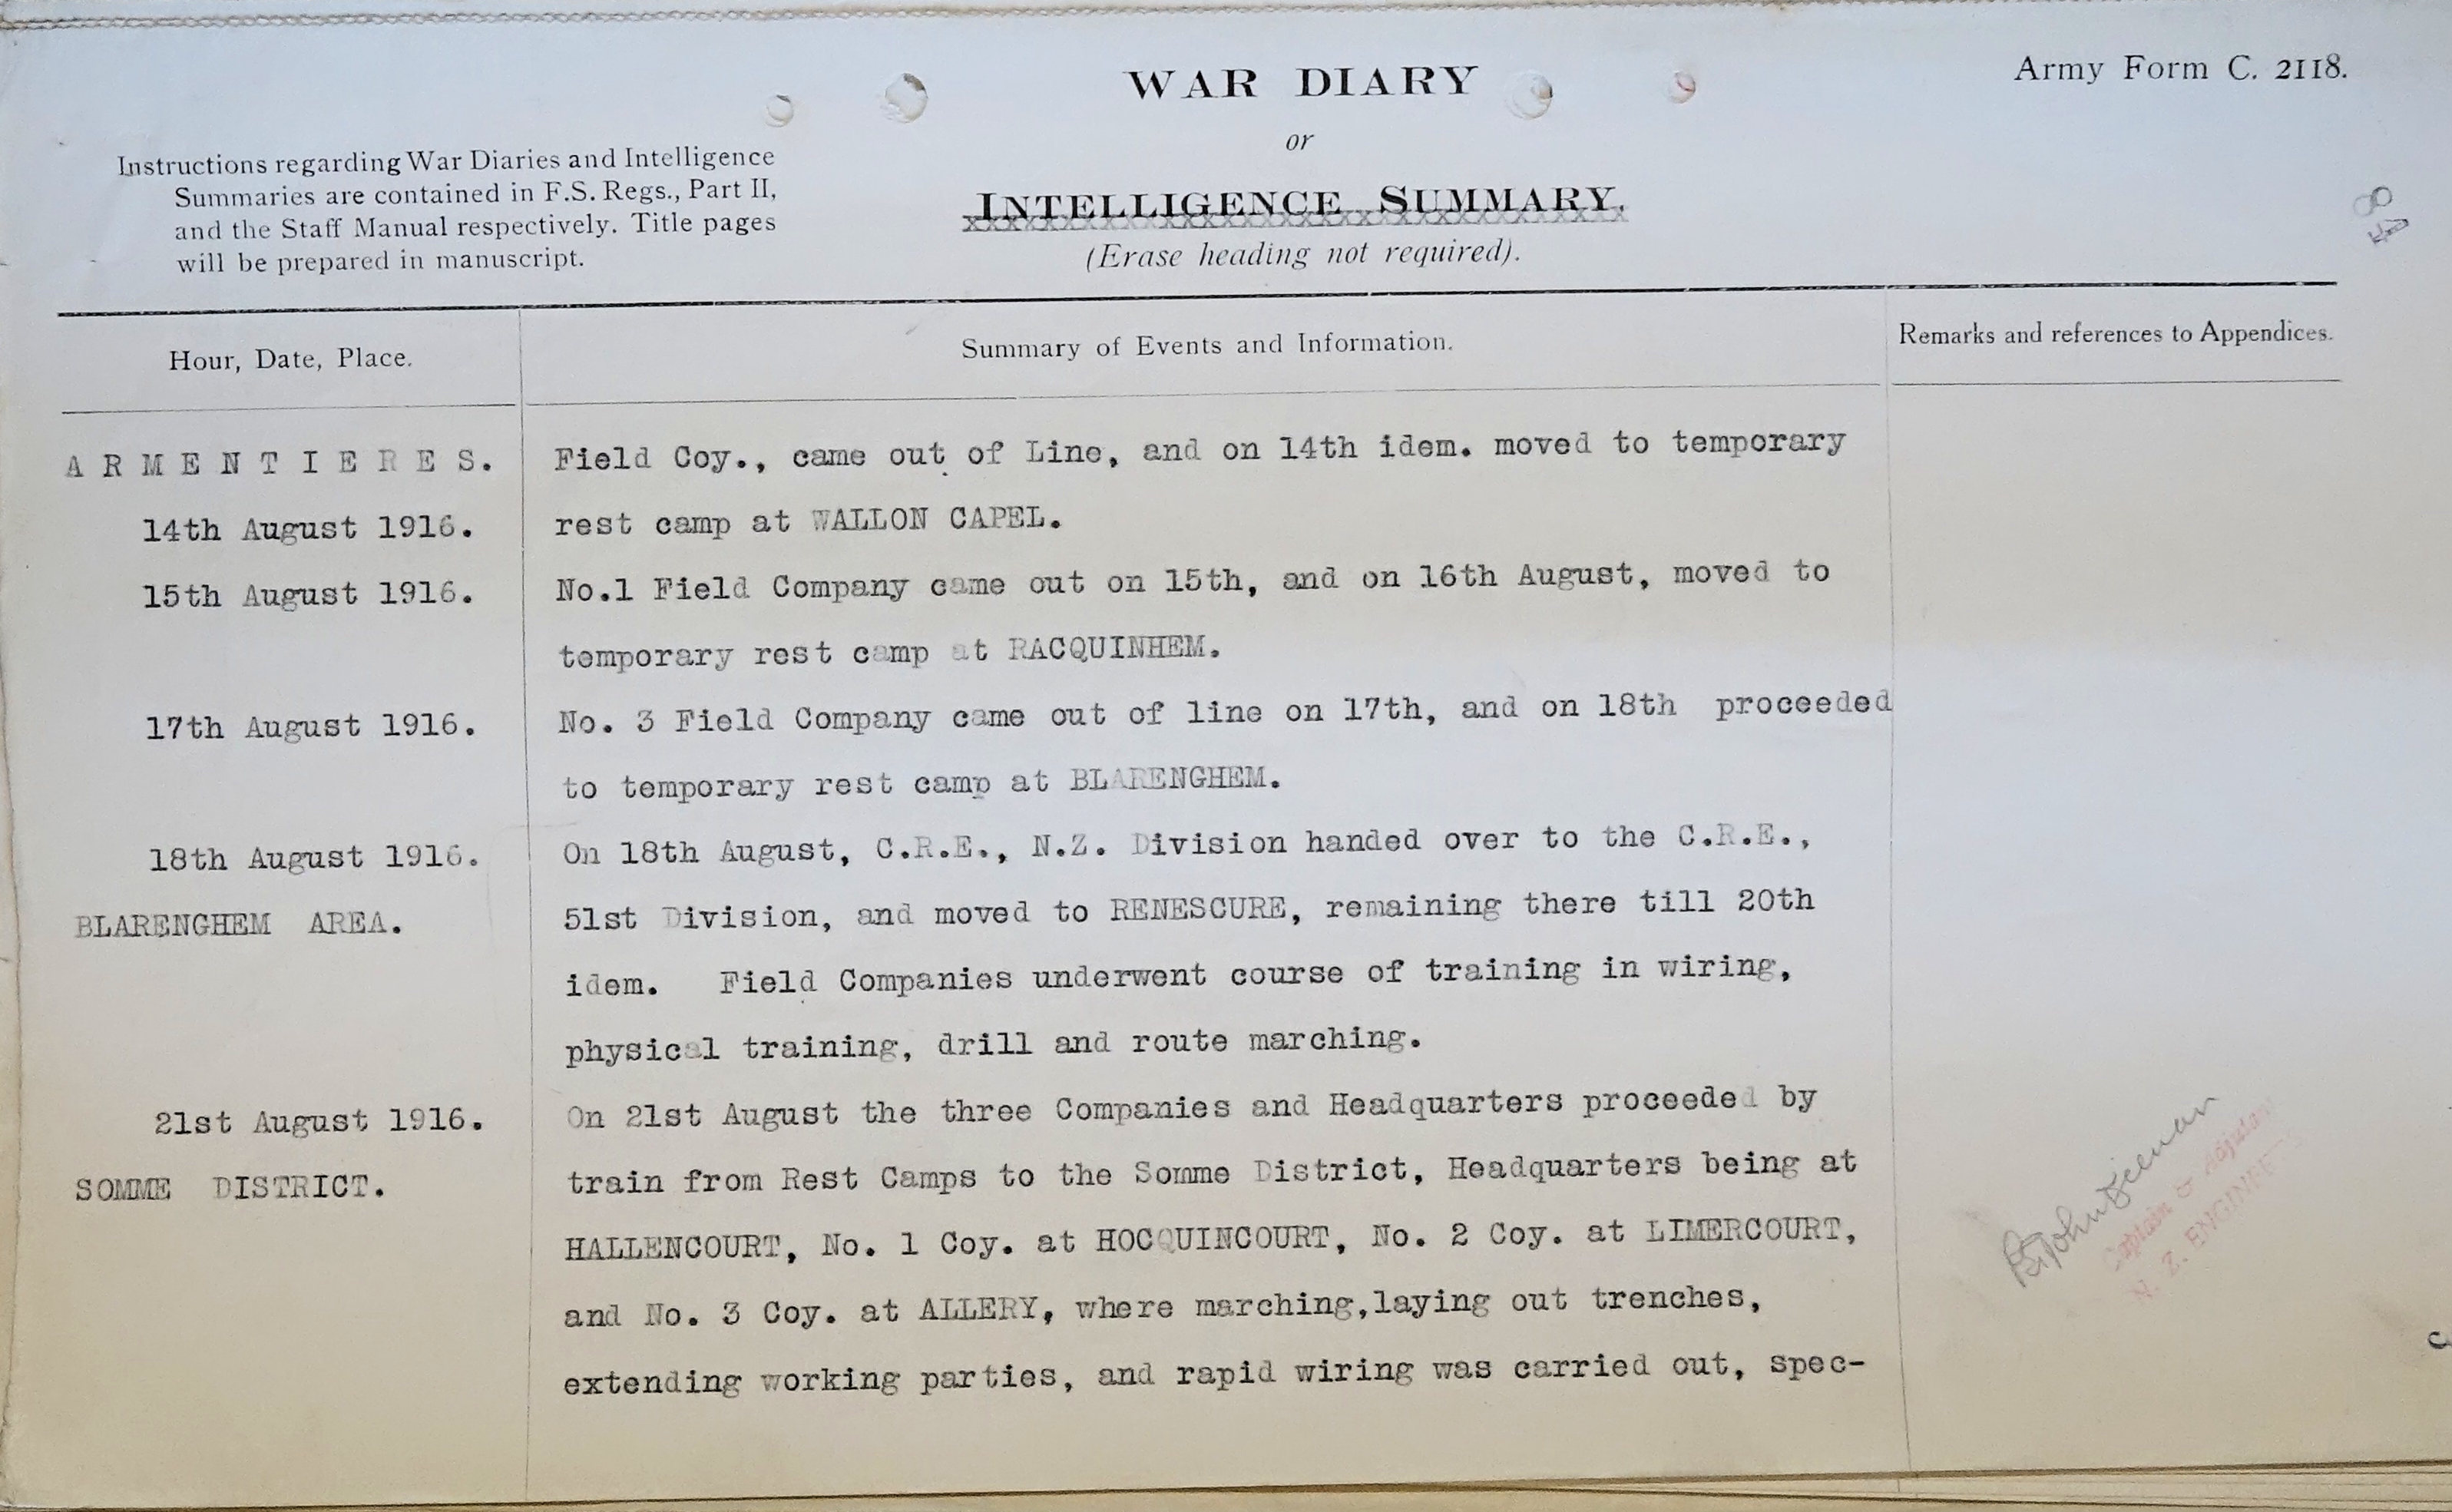 Army Form C. 2118.
WAR DIARY
or
INTELLIGENCE SUMMARY.
(Erase heading not required).
Instructions regarding War Diaries and Intelligence
Summaries are contained in F.S. Regs., Part II,
and the Staff Manual respectively. Title pages
will be prepared in manuscript.
Hour, Date, Place.
Summary of Events and Information.
Remarks and references to Appendices.
ARMENTIERES. Field Coy., came out of Line, and on 14th idem. moved to temporary
14th August 1916. rest camp at WALLON CAPEL.
15th August 1916. No.1 Field Company came out on 15th, and on 16th August, moved to
temporary rest camp at RACQUINHEM.
17th August 1916. No. 3 Field Company came out of line on 17th, and on 18th proceeded
to temporary rest camp at BLARENGHEM.
18th August 1916. On 18th August, C.R.E., N.Z. Division handed over to the C.R.E.,
BLARENGHEM AREA. 51st Division, and moved to RENESCURE, remaining there till 20th
idem. Field Companies underwent course of training in wiring,
physical training, drill and route marching.
21st August 1916. On 21st August the three Companies and Headquarters proceeded by
SOMME DISTRICT. train from Rest Camps to the Somme District, Headquarters being at
HALLENCOURT, No. 1 Coy. at HOCQUINCOURT, No. 2 Coy. at LIMERCOURT,
and No. 3 Coy. at ALLERY, where marching,laying out trenches,
extending working parties, and rapid wiring was carried out, spec-
Captain & Adjutant
N. Z. ENGINEE